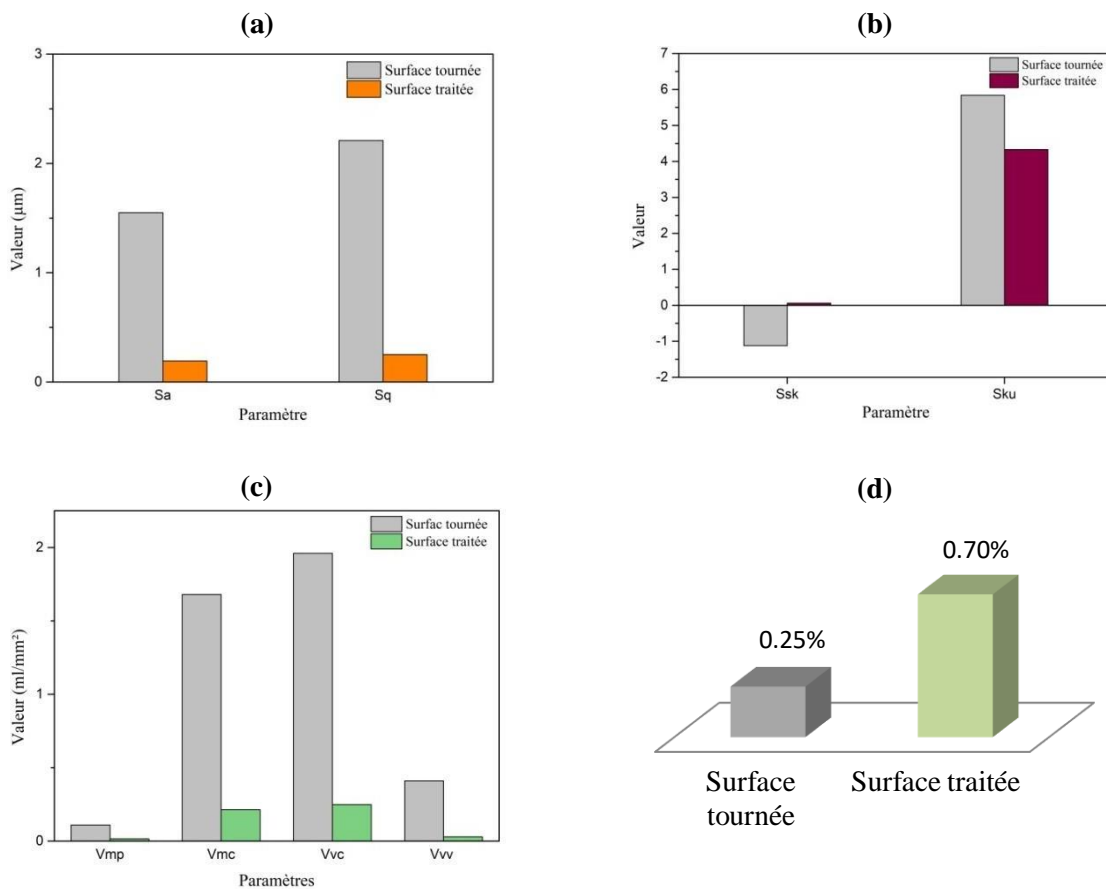 (a)
3
2
1
0
Valeur (µm)
Surface tournée
Surface traitée
Sa
Sq
Paramètre
(b)
7
6
5
4
3
2
1
0
-1
-2
Valeur
Surface tournée
Surface traitée
Ssk
Sku
Paramètre
(c)
2
1
0
Valeur (ml/mm²)
Surfac tournée
Surface traitée
Vmp
Vmc
Vvc
Vvv
Paramètres
(d)
0.25%
0.70%
Surface
tournée
Surface traitée